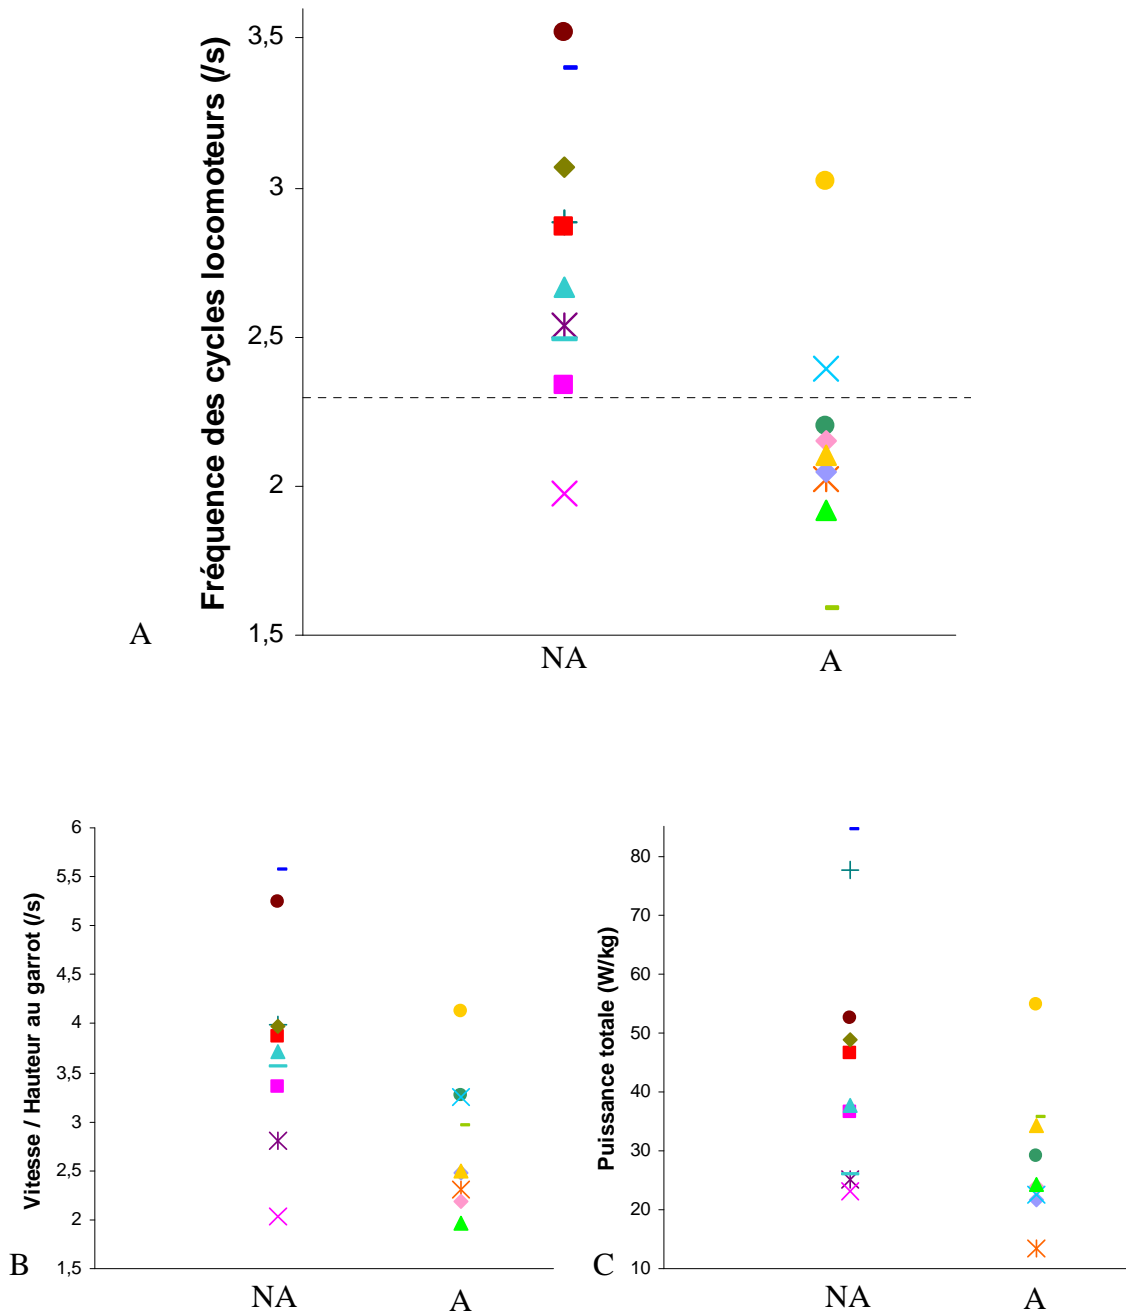 Fréquence des cycles locomoteurs (/s)
3,5
3
2,5
2
1,5
A
NA
A
Vitesse / Hauteur au garrot (/s)
6
5,5
5
4,5
4
3,5
3
2,5
2
1,5
B
NA
A
Puissance totale (W/kg)
80
70
60
50
40
30
20
10
C
NA
A